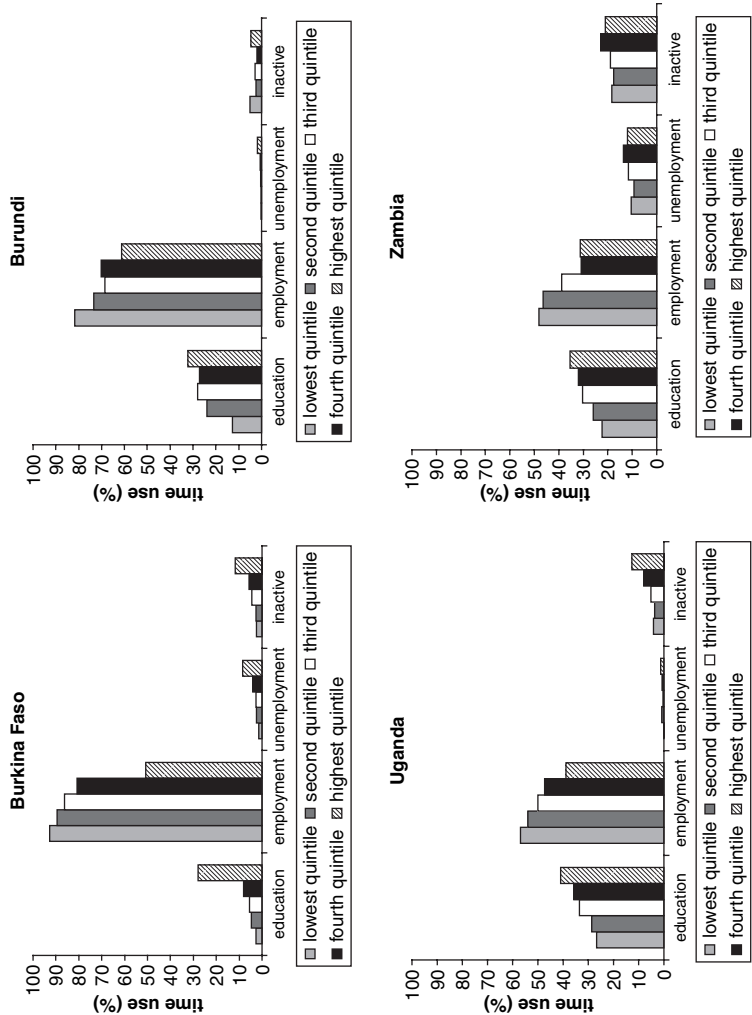 Burkina Faso
time use (%)
100
90
80
70
60
50
40
30
20
10
0
education employment unemployment inactive
lowest quintile second quintile third quintile
fourth quintile highest quintile
Burundi
time use (%)
100
90
80
70
60
50
40
30
20
10
0
education employment unemployment inactive
lowest quintile second quintile third quintile
fourth quintile highest quintile
Uganda
time use (%)
100
90
80
70
60
50
40
30
20
10
0
education employment unemployment inactive
lowest quintile second quintile third quintile
fourth quintile highest quintile
Zambia
time use (%)
100
90
80
70
60
50
40
30
20
10
0
education employment unemployment inactive
lowest quintile second quintile third quintile
fourth quintile highest quintile